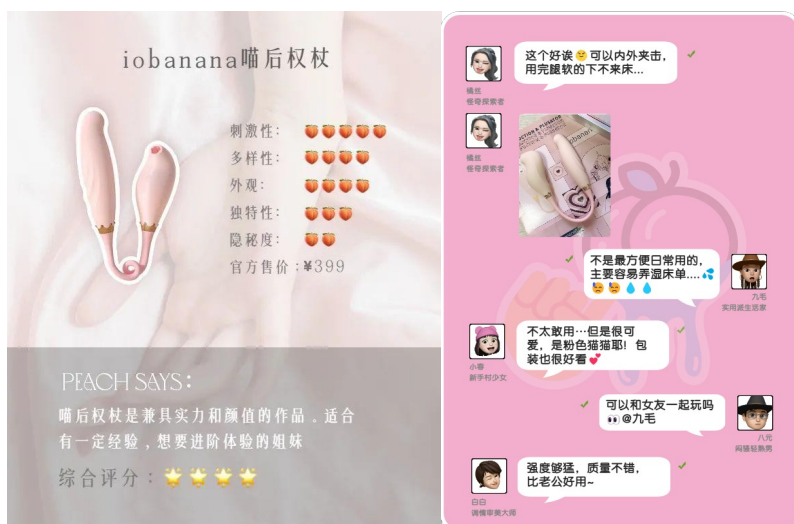 iobanana喵后权杖
刺激性：🍑🍑🍑🍑🍑
多样性：🍑🍑🍑🍑
外观：🍑🍑🍑🍑
独特性：🍑🍑🍑
隐秘度：🍑🍑
官方售价：¥399
PEACH SAYS：
喵后权杖是兼具实力和颜值的作品。适合
有一定经验，想要进阶体验的姐妹
综合评分：🌟🌟🌟🌟
这个好诶🤗可以内外夹击，
用完腿软的下不来床...
橘丝
怪奇探索者
橘丝
怪奇探索者
不是最方便日常用的，
主要容易弄湿床单....💦
😓😓💧💧
九毛
实用派生活家
不太敢用…但是很可
爱，是粉色猫猫耶！包
装也很好看💕
小春
新手村少女
可以和女友一起玩吗
👀@九毛
八元
闷骚轻熟男
强度够猛，质量不错，
比老公好用~
白白
调情审美大师